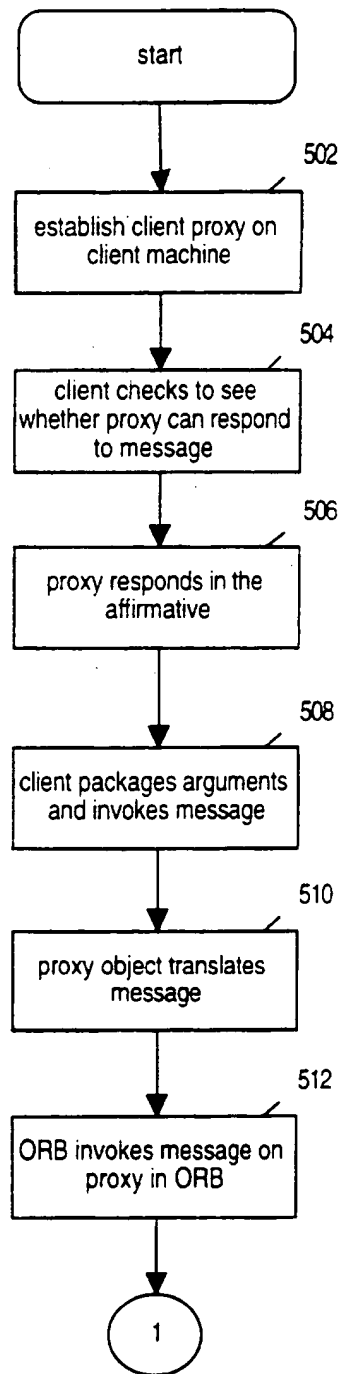 start
502
establish client proxy on
client machine
504
client checks to see
whether proxy can respond
to message
506
proxy responds in the
affirmative
508
client packages arguments
and invokes message
510
proxy object translates
message
512
ORB invokes message on
proxy in ORB
1